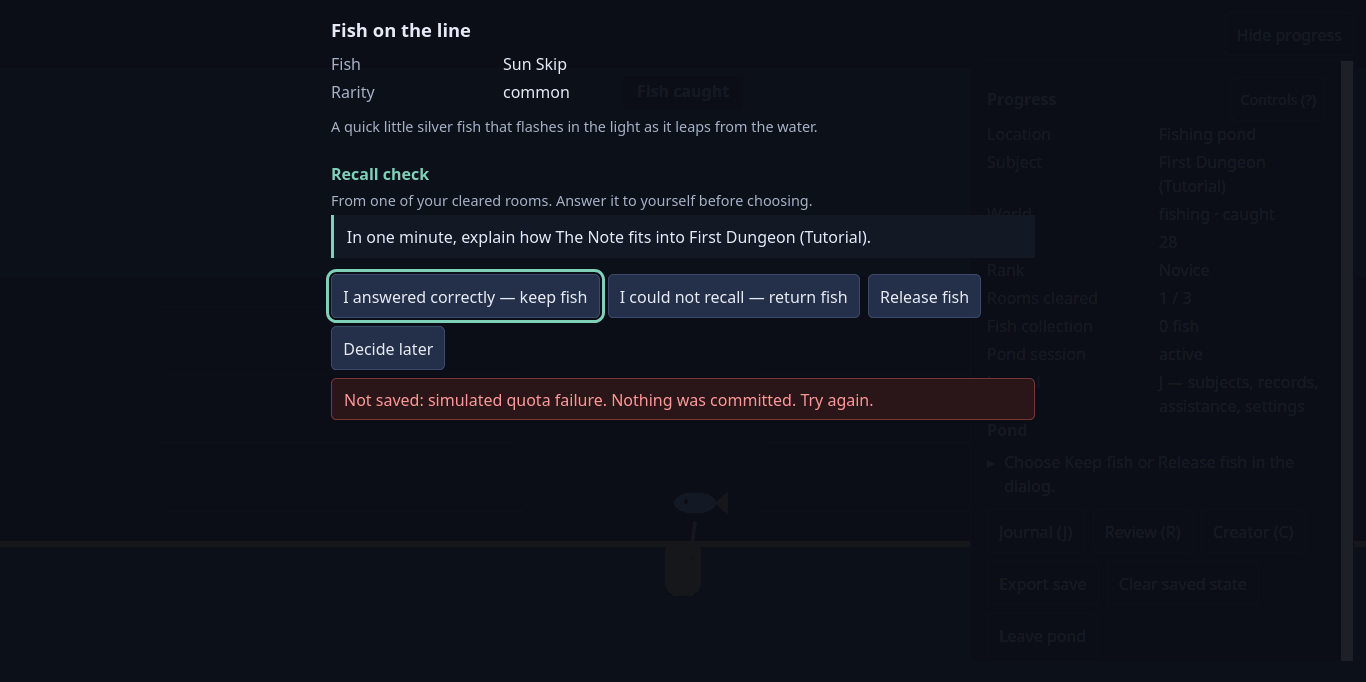 Fish on the line
Fish Sun Skip
Rarity common
A quick little silver fish that flashes in the light as it leaps from the water.
Recall check
From one of your cleared rooms. Answer it to yourself before choosing.
In one minute, explain how The Note fits into First Dungeon (Tutorial).
I answered correctly — keep fish
I could not recall — return fish
Release fish
Decide later
Not saved: simulated quota failure. Nothing was committed. Try again.
Fish caught
Hide progress
Progress
Controls (?)
Location Fishing pond
Subject First Dungeon
(Tutorial)
World fishing · caught
28
Rank Novice
Rooms cleared 1 / 3
Fish collection 0 fish
Pond session active
J — subjects, records,
assistance, settings
Pond
► Choose Keep fish or Release fish in the
dialog.
Journal (J)
Review (R)
Creator (C)
Export save
Clear saved state
Leave pond